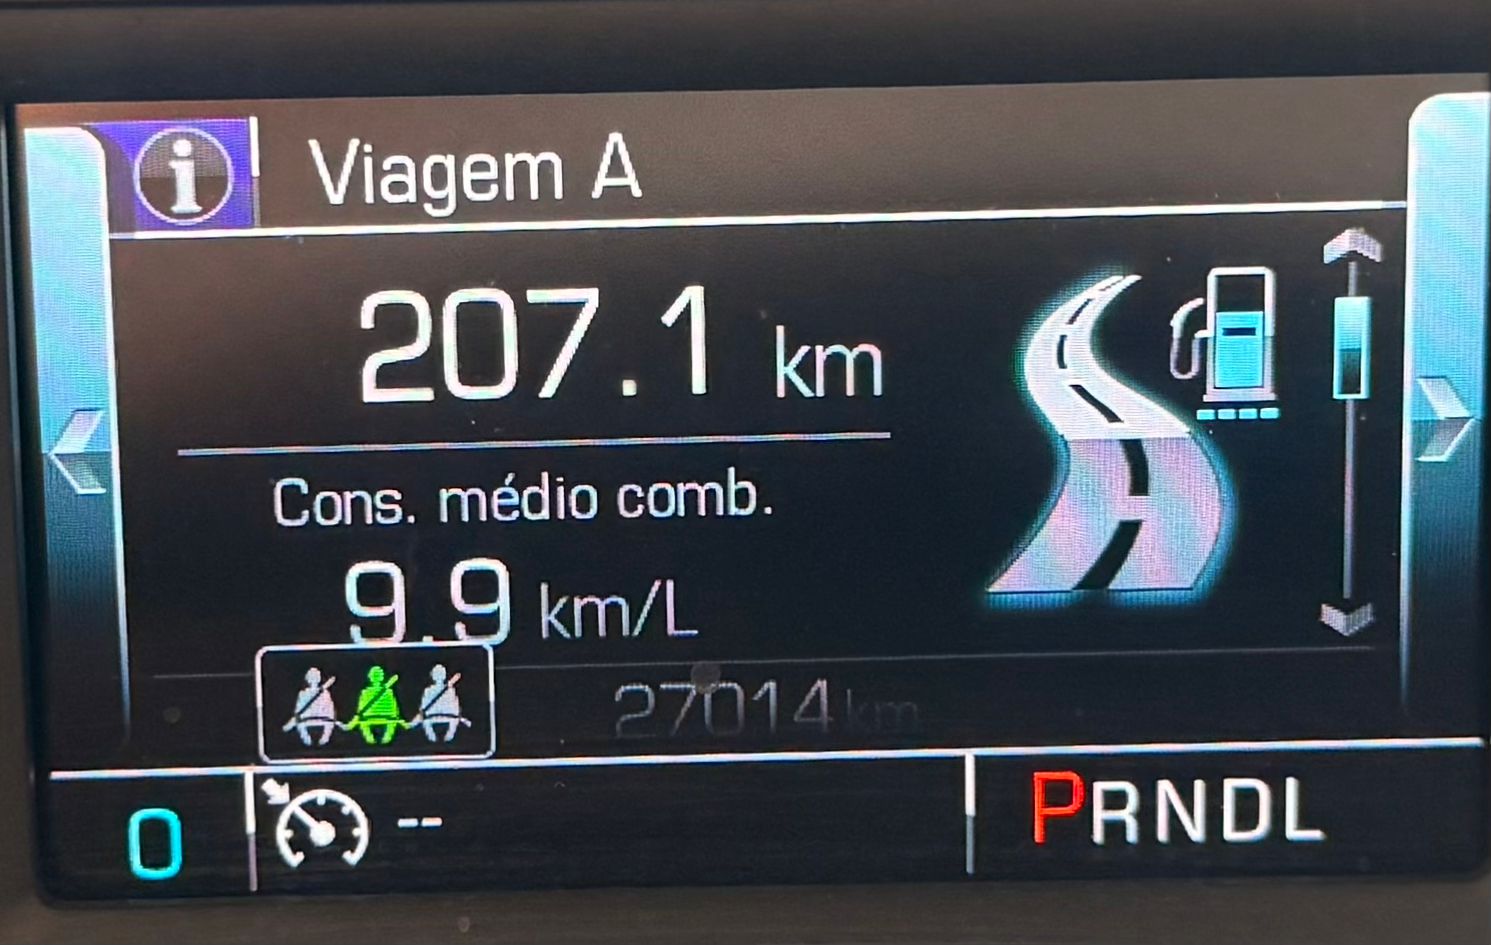 Viagem A
207.1 km
Cons. médio comb.
9.9 km/L
27014 km
0 -- PRNDL